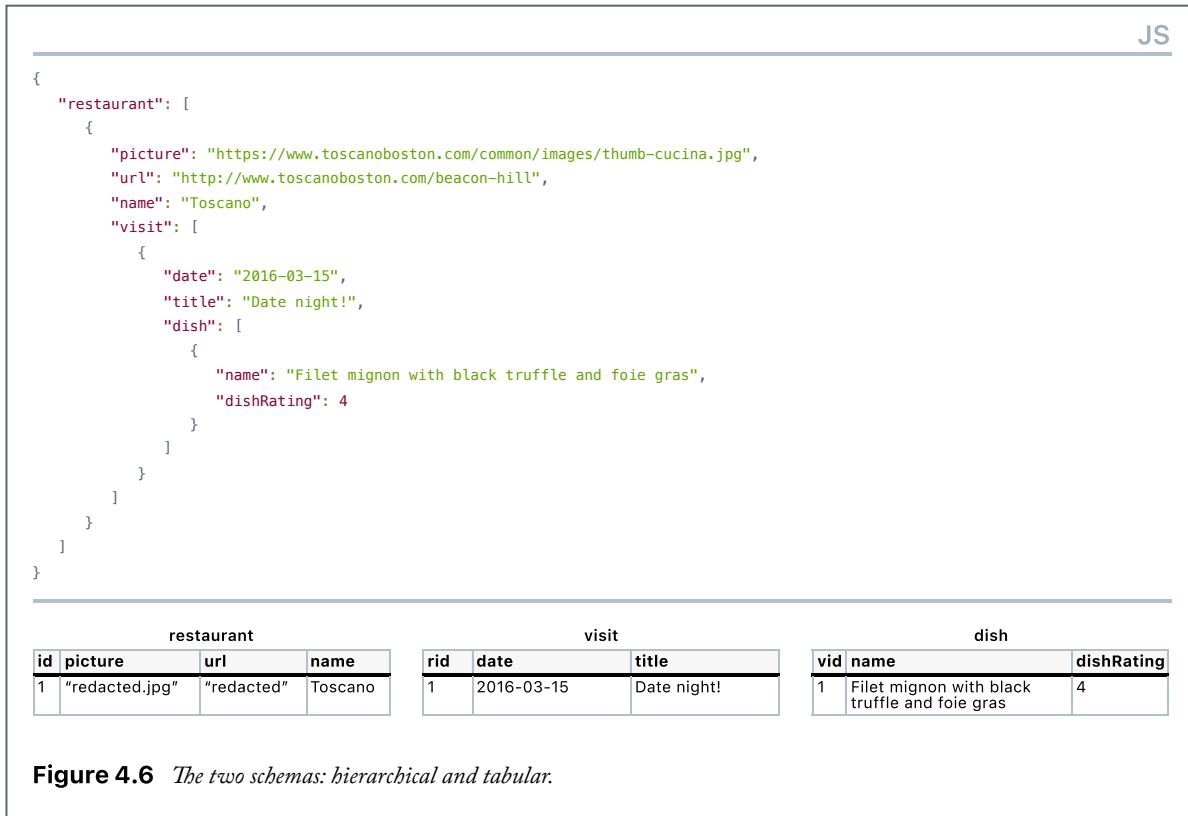 JS
{
"restaurant": [
{
"picture": "https://www.toscanoboston.com/common/images/thumb-cucina.jpg",
"url": "http://www.toscanoboston.com/beacon-hill",
"name": "Toscano",
"visit": [
{
"date": "2016-03-15",
"title": "Date night!",
"dish": [
{
"name": "Filet mignon with black truffle and foie gras",
"dishRating": 4
}
]
}
]
}
]
}
restaurant
id picture url name
1 “redacted.jpg” “redacted” Toscano
visit
rid date title
1 2016-03-15 Date night!
dish
vid name dishRating
1 Filet mignon with black 4
truffle and foie gras
Figure 4.6 The two schemas: hierarchical and tabular.